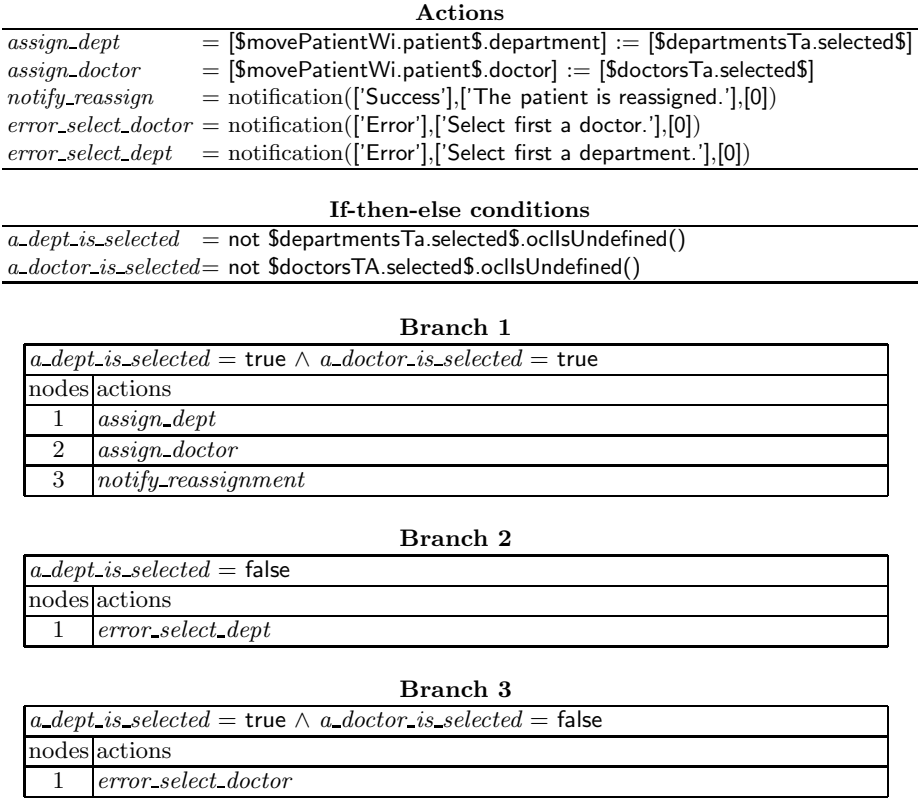 Actions
assign_dept = [$movePatientWi.patient$.department] := [$departmentsTa.selected$]
assign_doctor = [$movePatientWi.patient$.doctor] := [$doctorsTa.selected$]
notify_reassign = notification(['Success'],['The patient is reassigned.'],[0])
error_select_doctor = notification(['Error'],['Select first a doctor.'],[0])
error_select_dept = notification(['Error'],['Select first a department.'],[0])
If-then-else conditions
a_dept_is_selected = not $departmentsTa.selected$.oclIsUndefined()
a_doctor_is_selected= not $doctorsTA.selected$.oclIsUndefined()
Branch 1
a_dept_is_selected = true ∧ a_doctor_is_selected = true
nodes actions
1 assign_dept
2 assign_doctor
3 notify_reassignment
Branch 2
a_dept_is_selected = false
nodes actions
1 error_select_dept
Branch 3
a_dept_is_selected = true ∧ a_doctor_is_selected = false
nodes actions
1 error_select_doctor